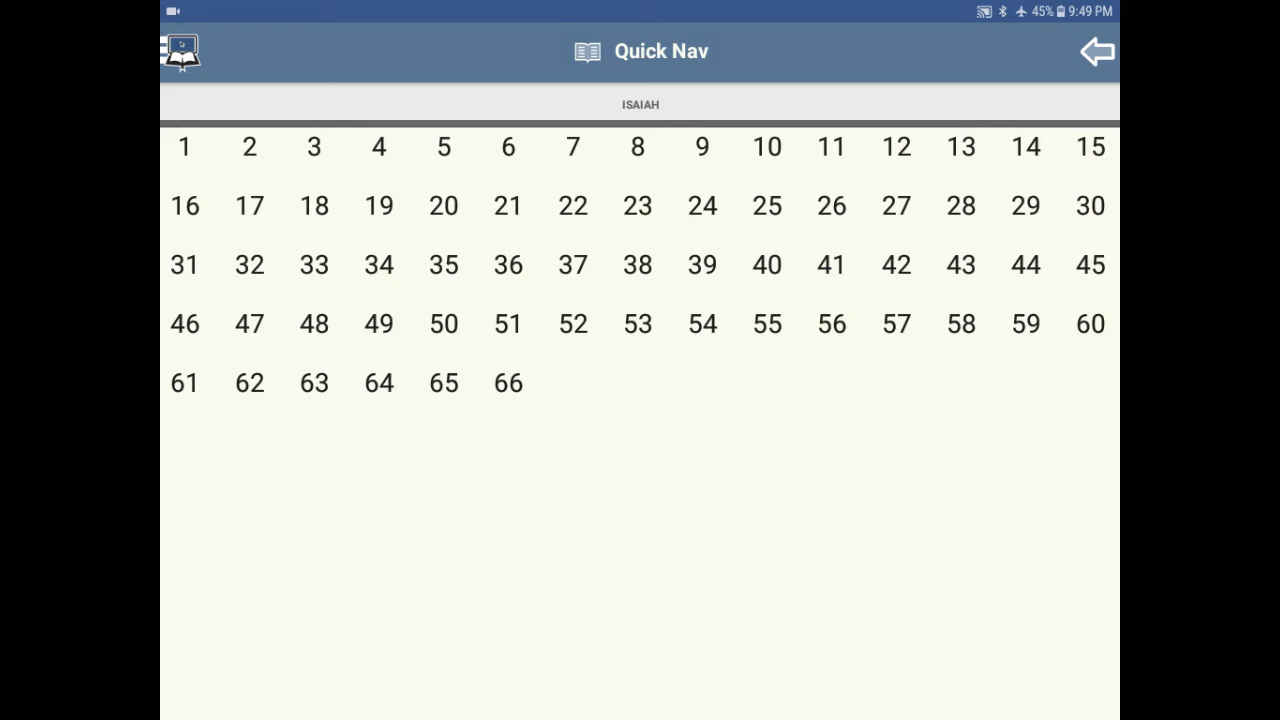 45% 9:49 PM
Quick Nav
ISAIAH
1 2 3 4 5 6 7 8 9 10 11 12 13 14 15
16 17 18 19 20 21 22 23 24 25 26 27 28 29 30
31 32 33 34 35 36 37 38 39 40 41 42 43 44 45
46 47 48 49 50 51 52 53 54 55 56 57 58 59 60
61 62 63 64 65 66